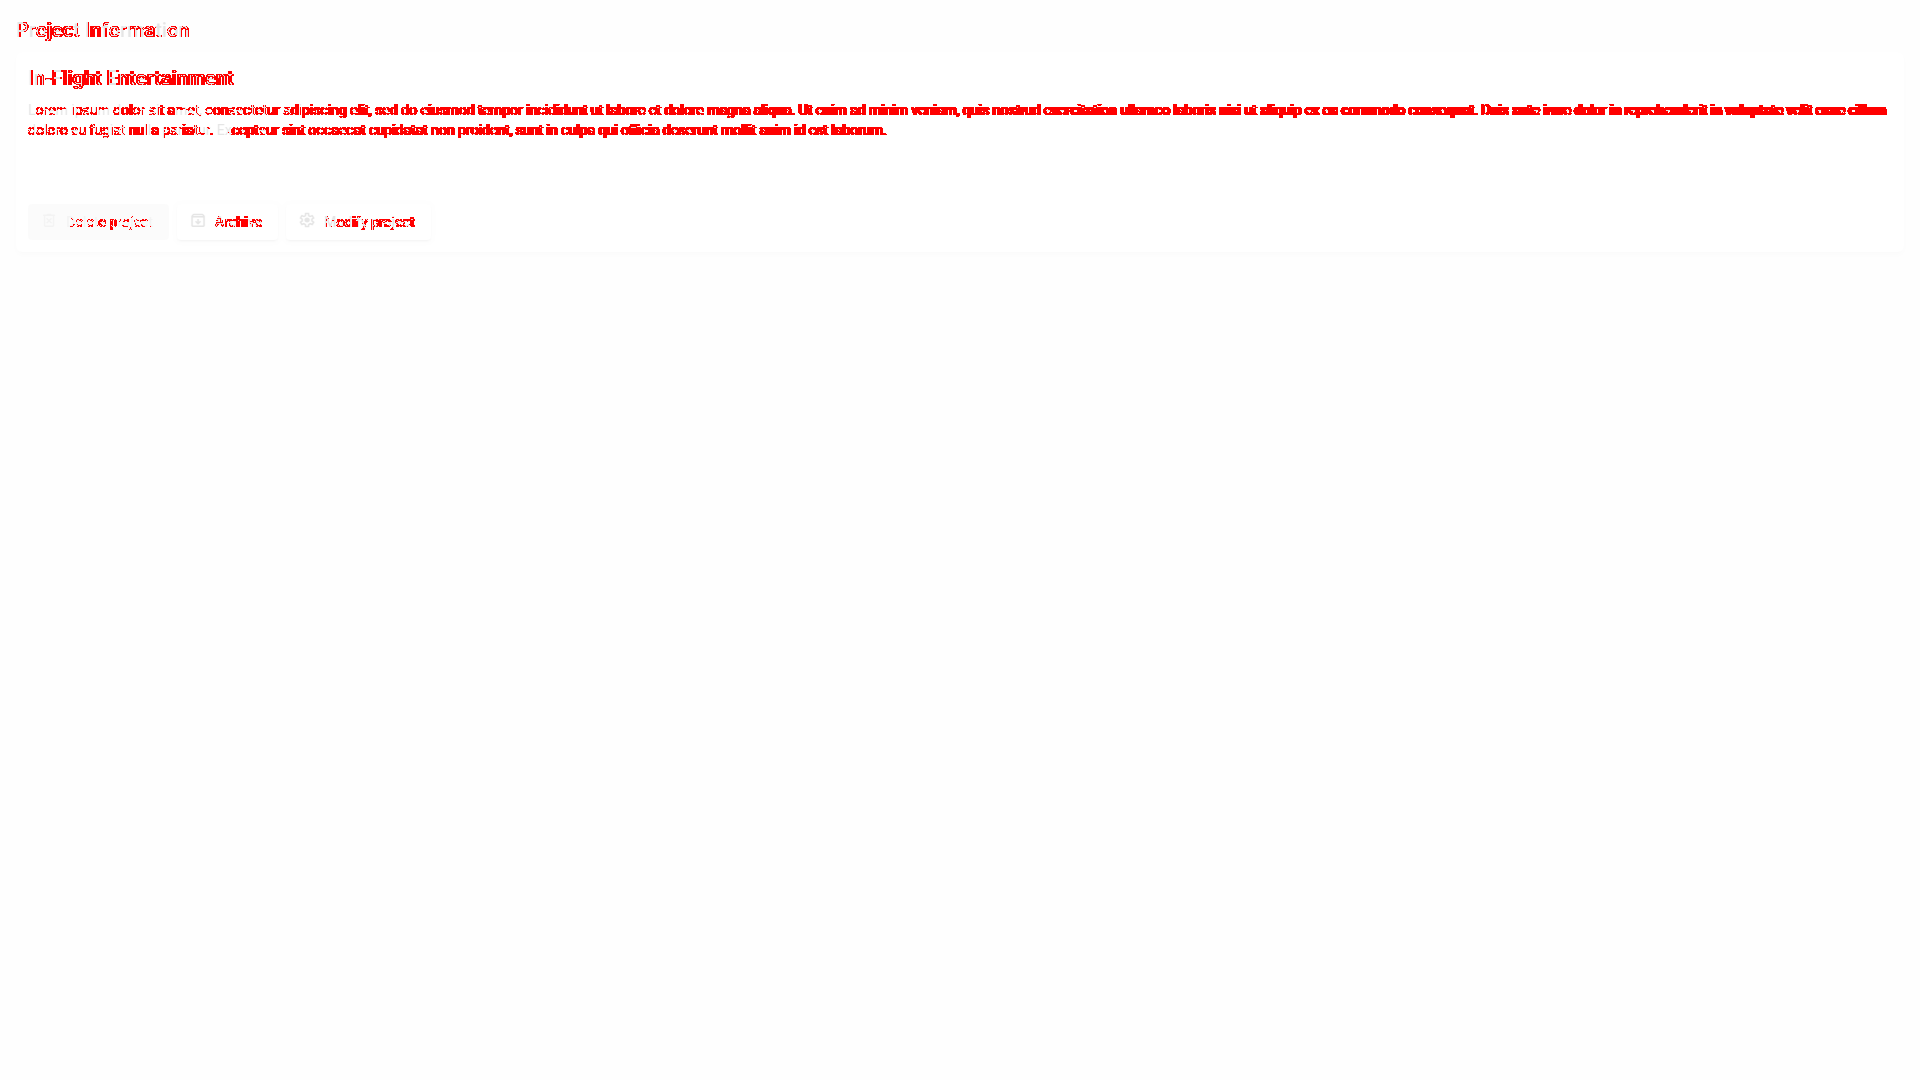 Project Information
In-Flight Entertainment
Lorem ipsum dolor sit amet, consectetur adipiscing elit, sed do eiusmod tempor incididunt ut labore et dolore magna aliqua. Ut enim ad minim veniam, quis nostrud exercitation ullamco laboris nisi ut aliquip ex ea commodo consequat. Duis aute irure dolor in reprehenderit in voluptate velit esse cillum
dolore eu fugiat nulla pariatur. Excepteur sint occaecat cupidatat non proident, sunt in culpa qui officia deserunt mollit anim id est laborum.
Delete project Archive Modify project